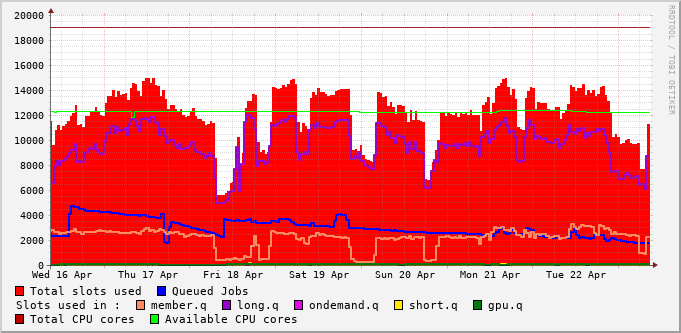 20000
18000
16000
14000
12000
10000
8000
6000
4000
2000
0
Wed 16 Apr Thu 17 Apr Fri 18 Apr Sat 19 Apr Sun 20 Apr Mon 21 Apr Tue 22 Apr
Total slots used Queued Jobs
Slots used in : member.q long.q ondemand.q short.q gpu.q
Total CPU cores Available CPU cores
RRDTOOL / TOBI OETIKER